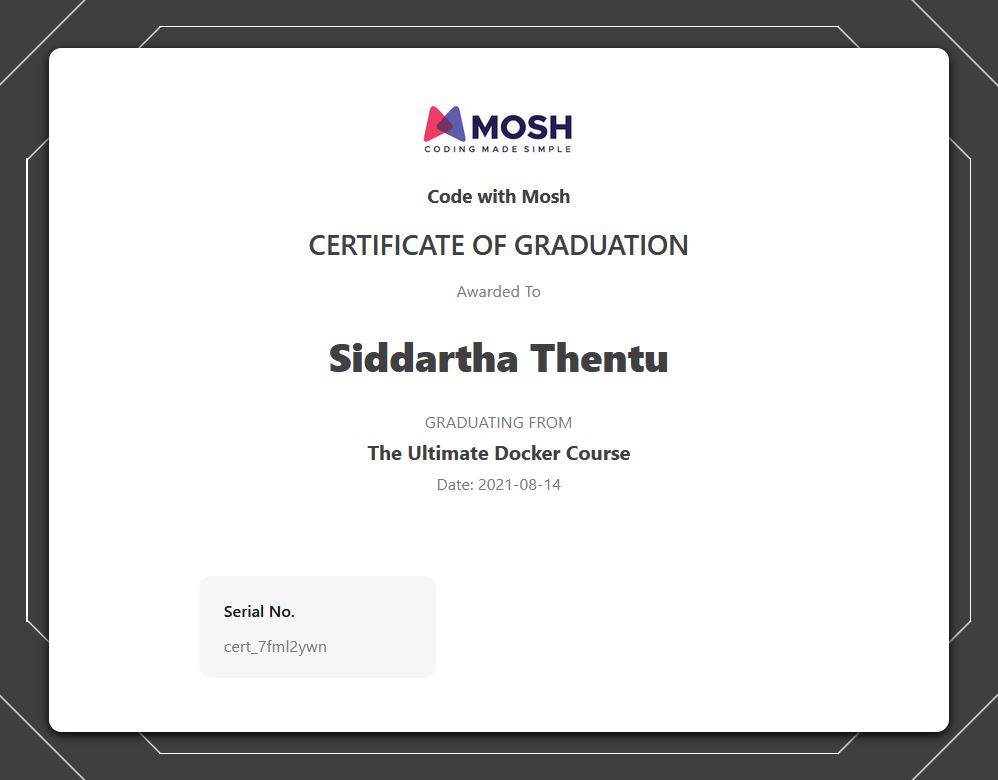 MOSH
CODING MADE SIMPLE
Code with Mosh
CERTIFICATE OF GRADUATION
Awarded To
Siddartha Thentu
GRADUATING FROM
The Ultimate Docker Course
Date: 2021-08-14
Serial No.
cert_7fml2ywn